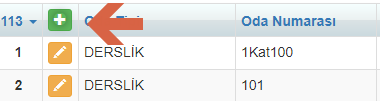 113 Oda Numarası
1 DERSLİK 1Kat100
2 DERSLİK 101